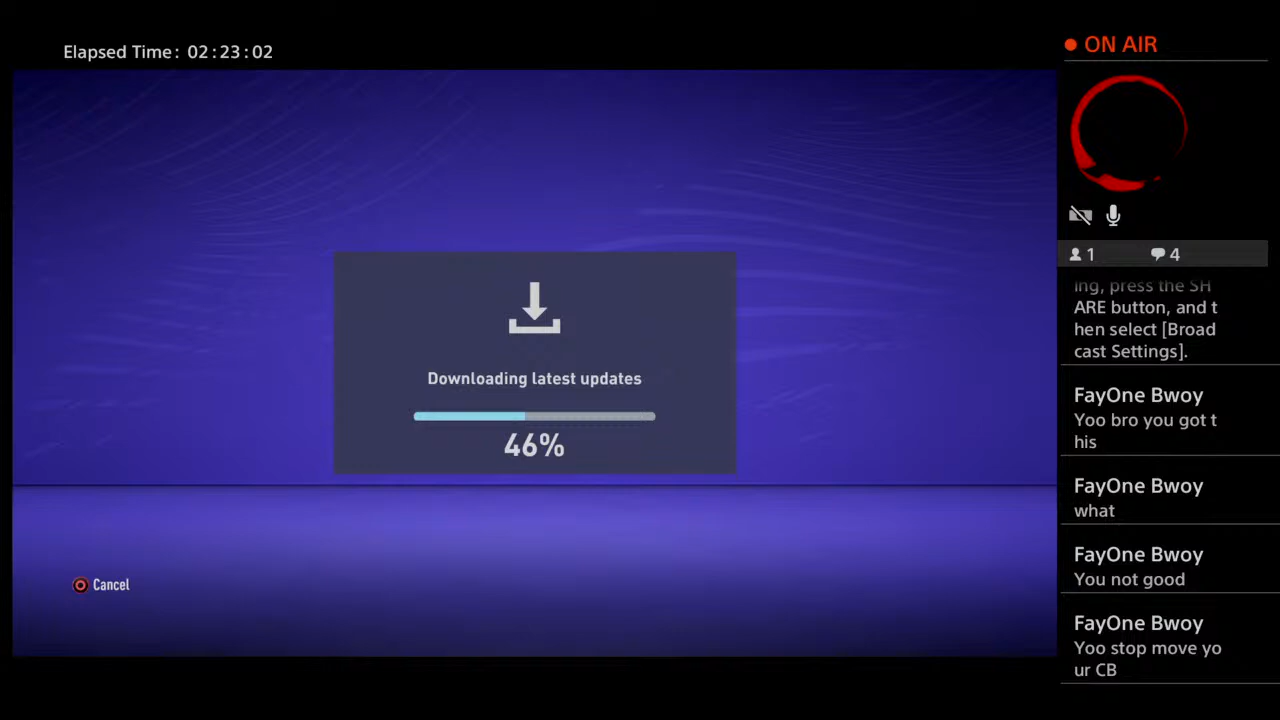 Elapsed Time: 02:23:02
ON AIR
1 4
ing, press the SH
ARE button, and t
hen select [Broad
cast Settings].
FayOne Bwoy
Yoo bro you got t
his
FayOne Bwoy
what
FayOne Bwoy
You not good
FayOne Bwoy
Yoo stop move yo
ur CB
Downloading latest updates
46%
Cancel